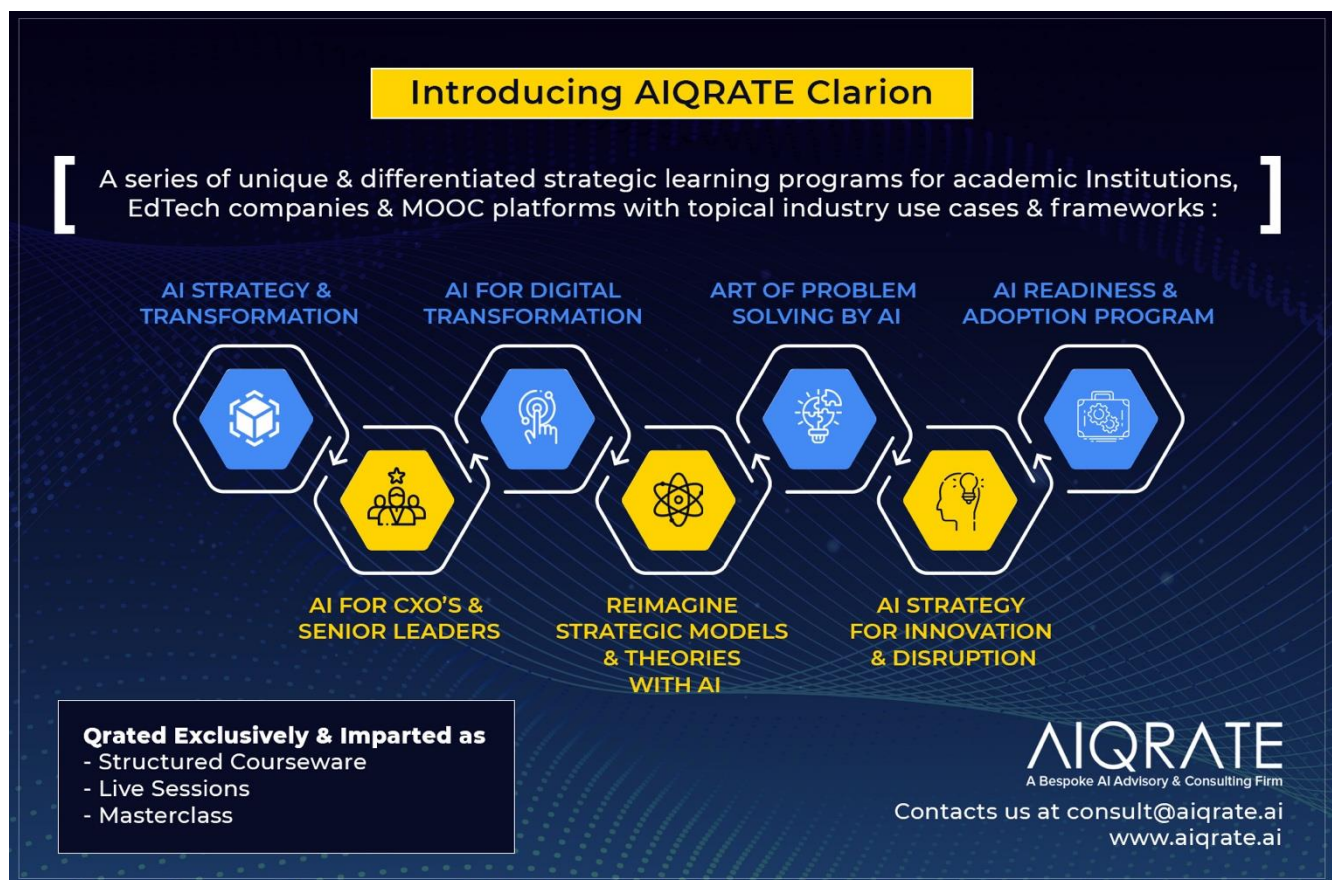 Introducing AIQRATE Clarion
[ A series of unique & differentiated strategic learning programs for academic Institutions,
EdTech companies & MOOC platforms with topical industry use cases & frameworks : ]
AI STRATEGY &
TRANSFORMATION
AI FOR DIGITAL
TRANSFORMATION
ART OF PROBLEM
SOLVING BY AI
AI READINESS &
ADOPTION PROGRAM
AI FOR CXO'S &
SENIOR LEADERS
REIMAGINE
STRATEGIC MODELS
& THEORIES
WITH AI
AI STRATEGY
FOR INNOVATION
& DISRUPTION
Qrated Exclusively & Imparted as
- Structured Courseware
- Live Sessions
- Masterclass
AIQRATE
A Bespoke AI Advisory & Consulting Firm
Contacts us at consult@aiqrate.ai
www.aiqrate.ai